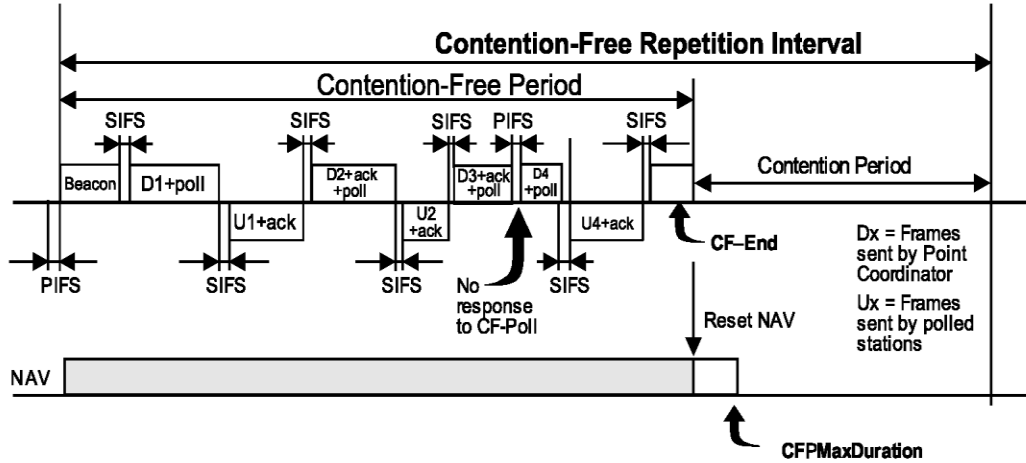 Contention-Free Repetition Interval
Contention-Free Period
SIFS
SIFS
SIFS
PIFS
SIFS
Contention Period
Beacon
D1+poll
D2+ack
+poll
D3+ack
+poll
D4
+poll
U1+ack
U2
+ack
U4+ack
CF–End
Dx = Frames
sent by Point
Coordinator
PIFS
SIFS
SIFS
No
response
to CF-Poll
SIFS
Reset NAV
Ux = Frames
sent by polled
stations
NAV
CFPMaxDuration